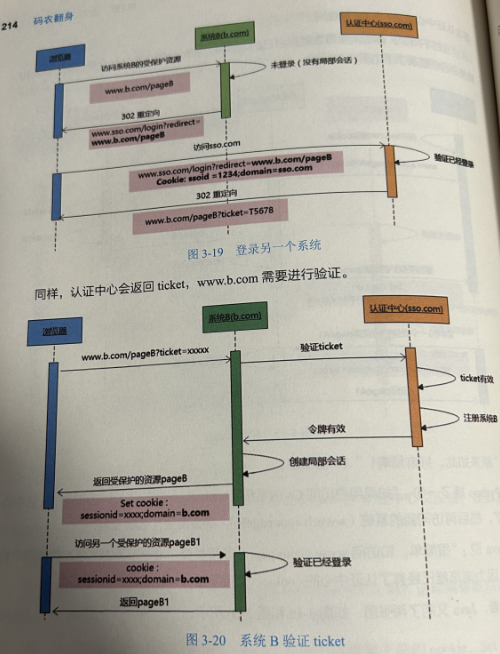 214 码农翻身
浏览器
系统B(b.com)
认证中心(sso.com)
访问系统B的受保护资源
www.b.com/pageB
未登录(没有局部会话)
302 重定向
www.sso.com/login?redirect=
www.b.com/pageB
访问sso.com
www.sso.com/login?redirect=www.b.com/pageB
Cookie: ssoid =1234;domain=sso.com
验证已经登录
302 重定向
www.b.com/pageB?ticket=T567B
图 3-19 登录另一个系统
同样，认证中心会返回 ticket，www.b.com 需要进行验证。
浏览器
系统B(b.com)
认证中心(sso.com)
www.b.com/pageB?ticket=xxxxx
验证ticket
ticket有效
注册系统B
令牌有效
创建局部会话
返回受保护的资源pageB
Set cookie :
sessionid=xxxx;domain=b.com
访问另一个受保护的资源pageB1
cookie :
sessionid=xxxx;domain=b.com
验证已经登录
返回pageB1
图 3-20 系统 B 验证 ticket